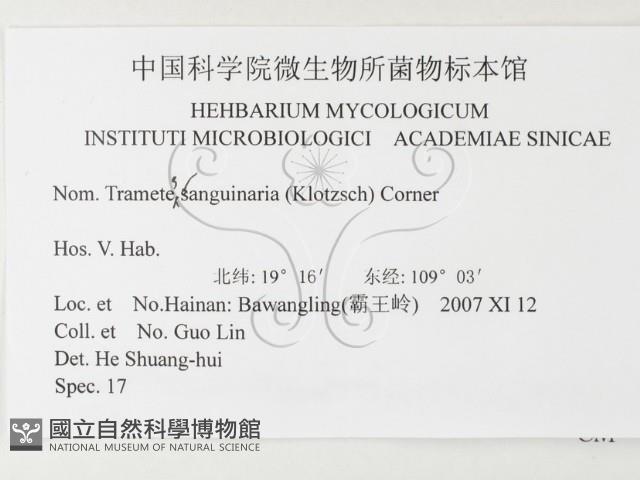 中国科学院微生物所菌物标本馆
HEHBARIUM MYCOLOGICUM
INSTITUTI MICROBIOLOGICI ACADEMIAE SINICAE
Nom. Trametes sanguinaria (Klotzsch) Corner
Hos. V. Hab.
北纬: 19° 16′ 东经: 109° 03′
Loc. et No.Hainan: Bawangling(霸王岭) 2007 XI 12
Coll. et No. Guo Lin
Det. He Shuang-hui
Spec. 17
國立自然科學博物館
NATIONAL MUSEUM OF NATURAL SCIENCE